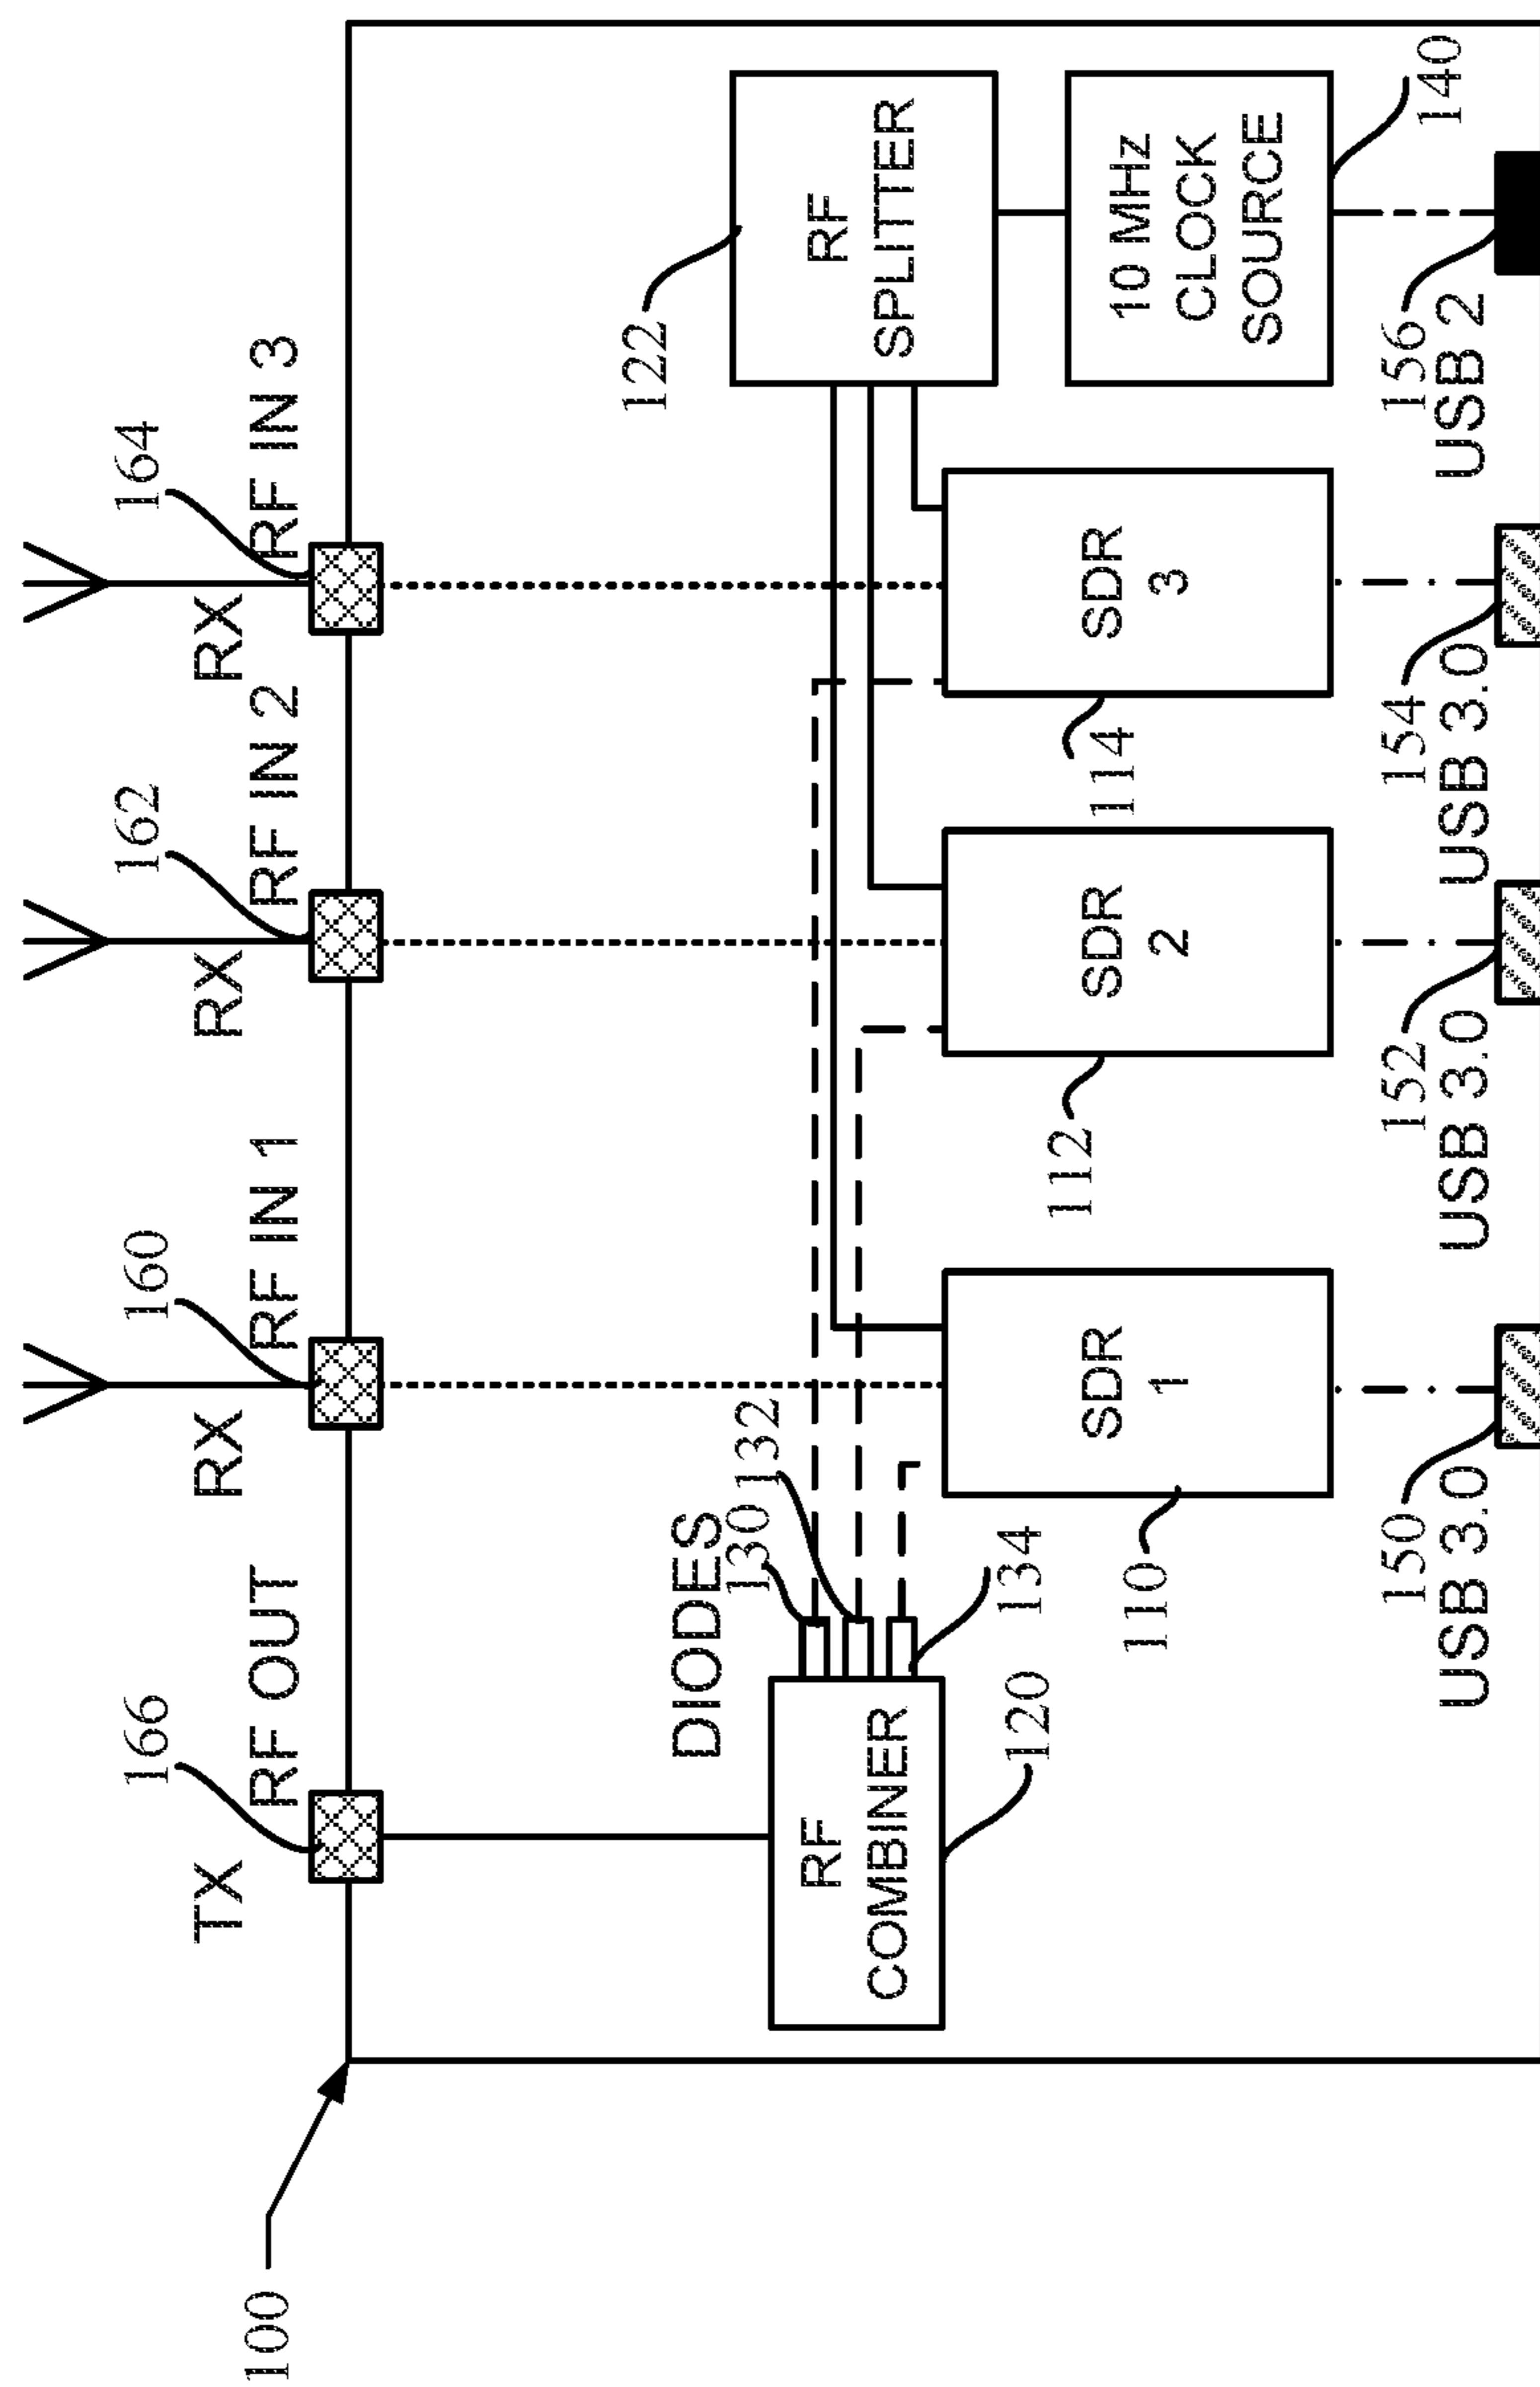 100
166
160
162
164
TX
RF OUT
RX
RF IN 1
RX
RF IN 2
RX
RF IN 3
DIODES
130
132
134
122
RF
COMBINER
120
RF
SPLITTER
SDR
1
110
SDR
2
112
SDR
3
114
10 MHz
CLOCK
SOURCE
140
150
USB 3.0
152
USB 3.0
154
USB 3.0
156
USB 2